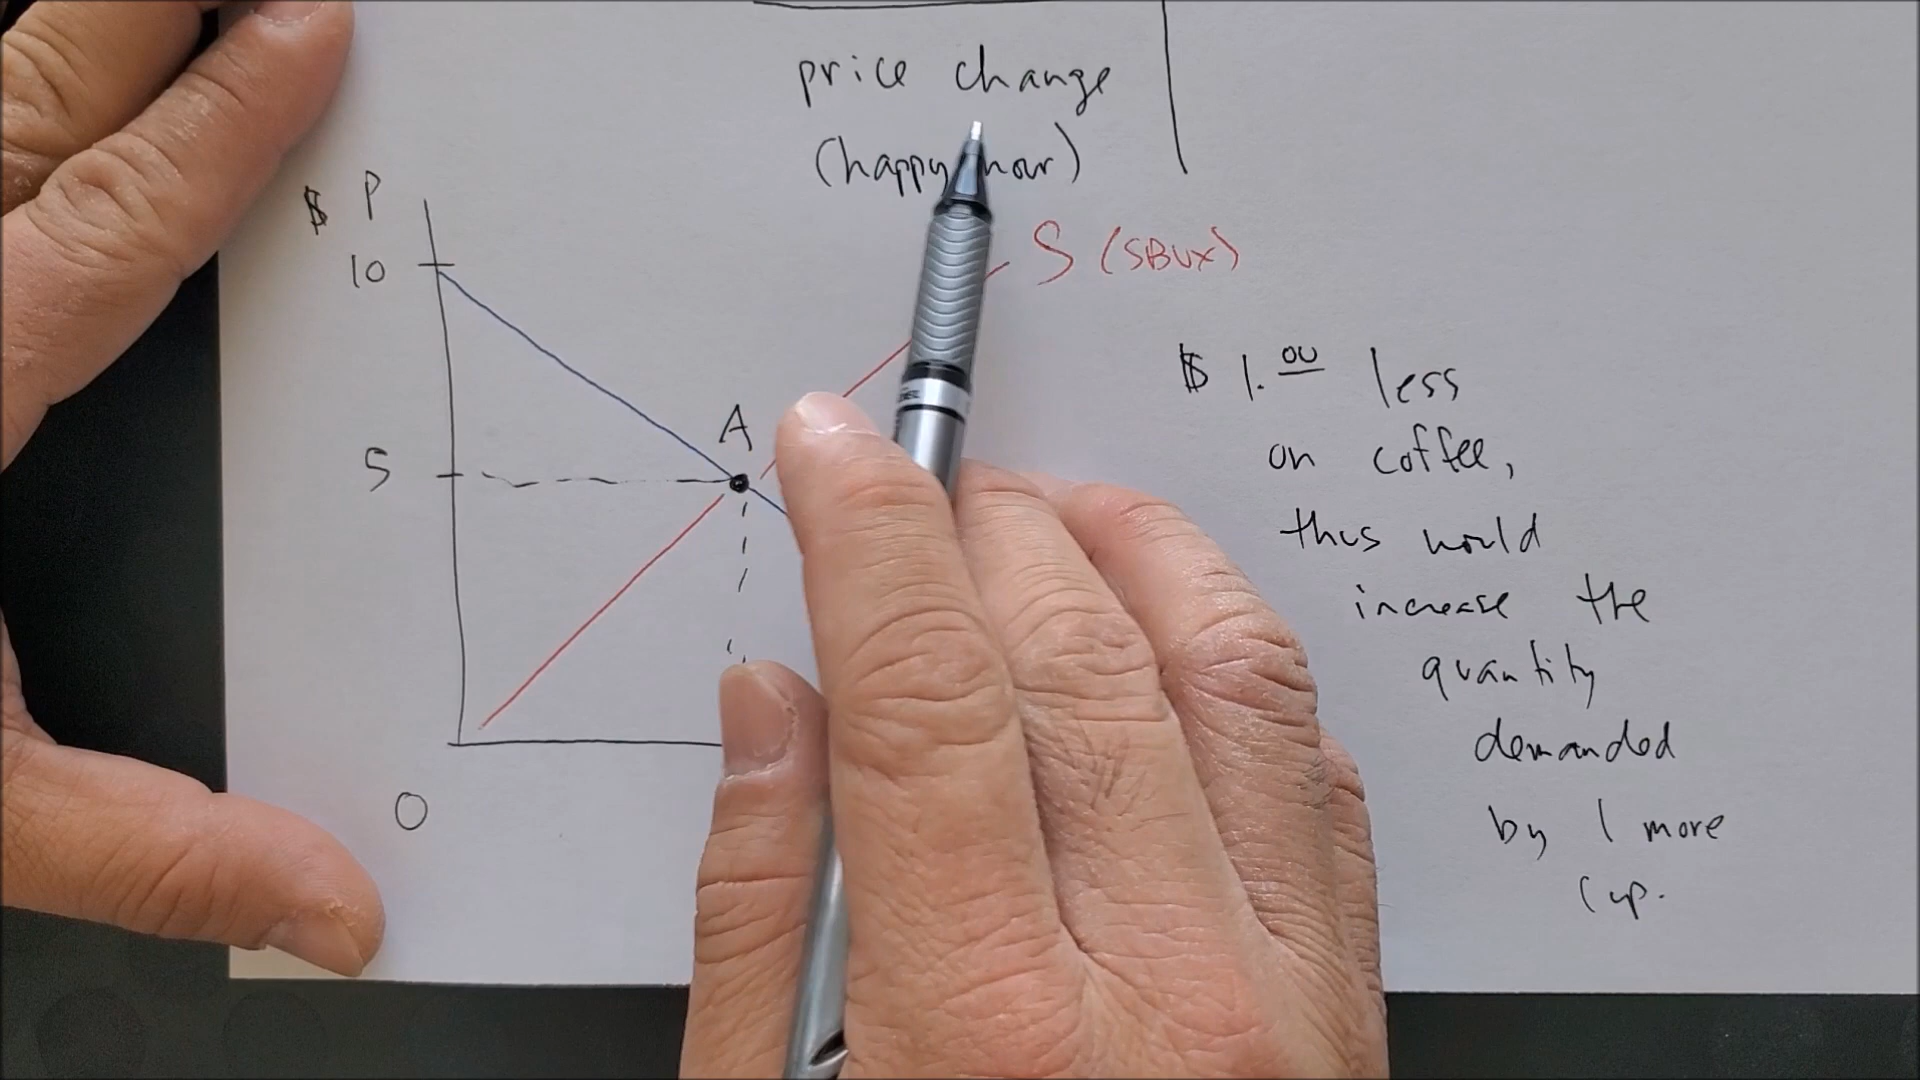 price change
(happy hour)
$ P
10
S (SBUX)
A
5
0
$ 1.00 less
on coffee,
thus would
increase the
quantity
demanded
by 1 more
cup.